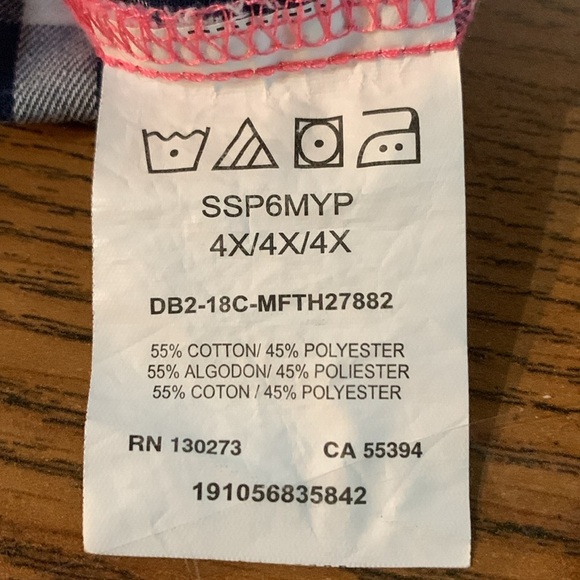 SSP6MYP
4X/4X/4X
DB2-18C-MFTH27882
55% COTTON/ 45% POLYESTER
55% ALGODON/ 45% POLIESTER
55% COTON / 45% POLYESTER
RN 130273 CA 55394
191056835842